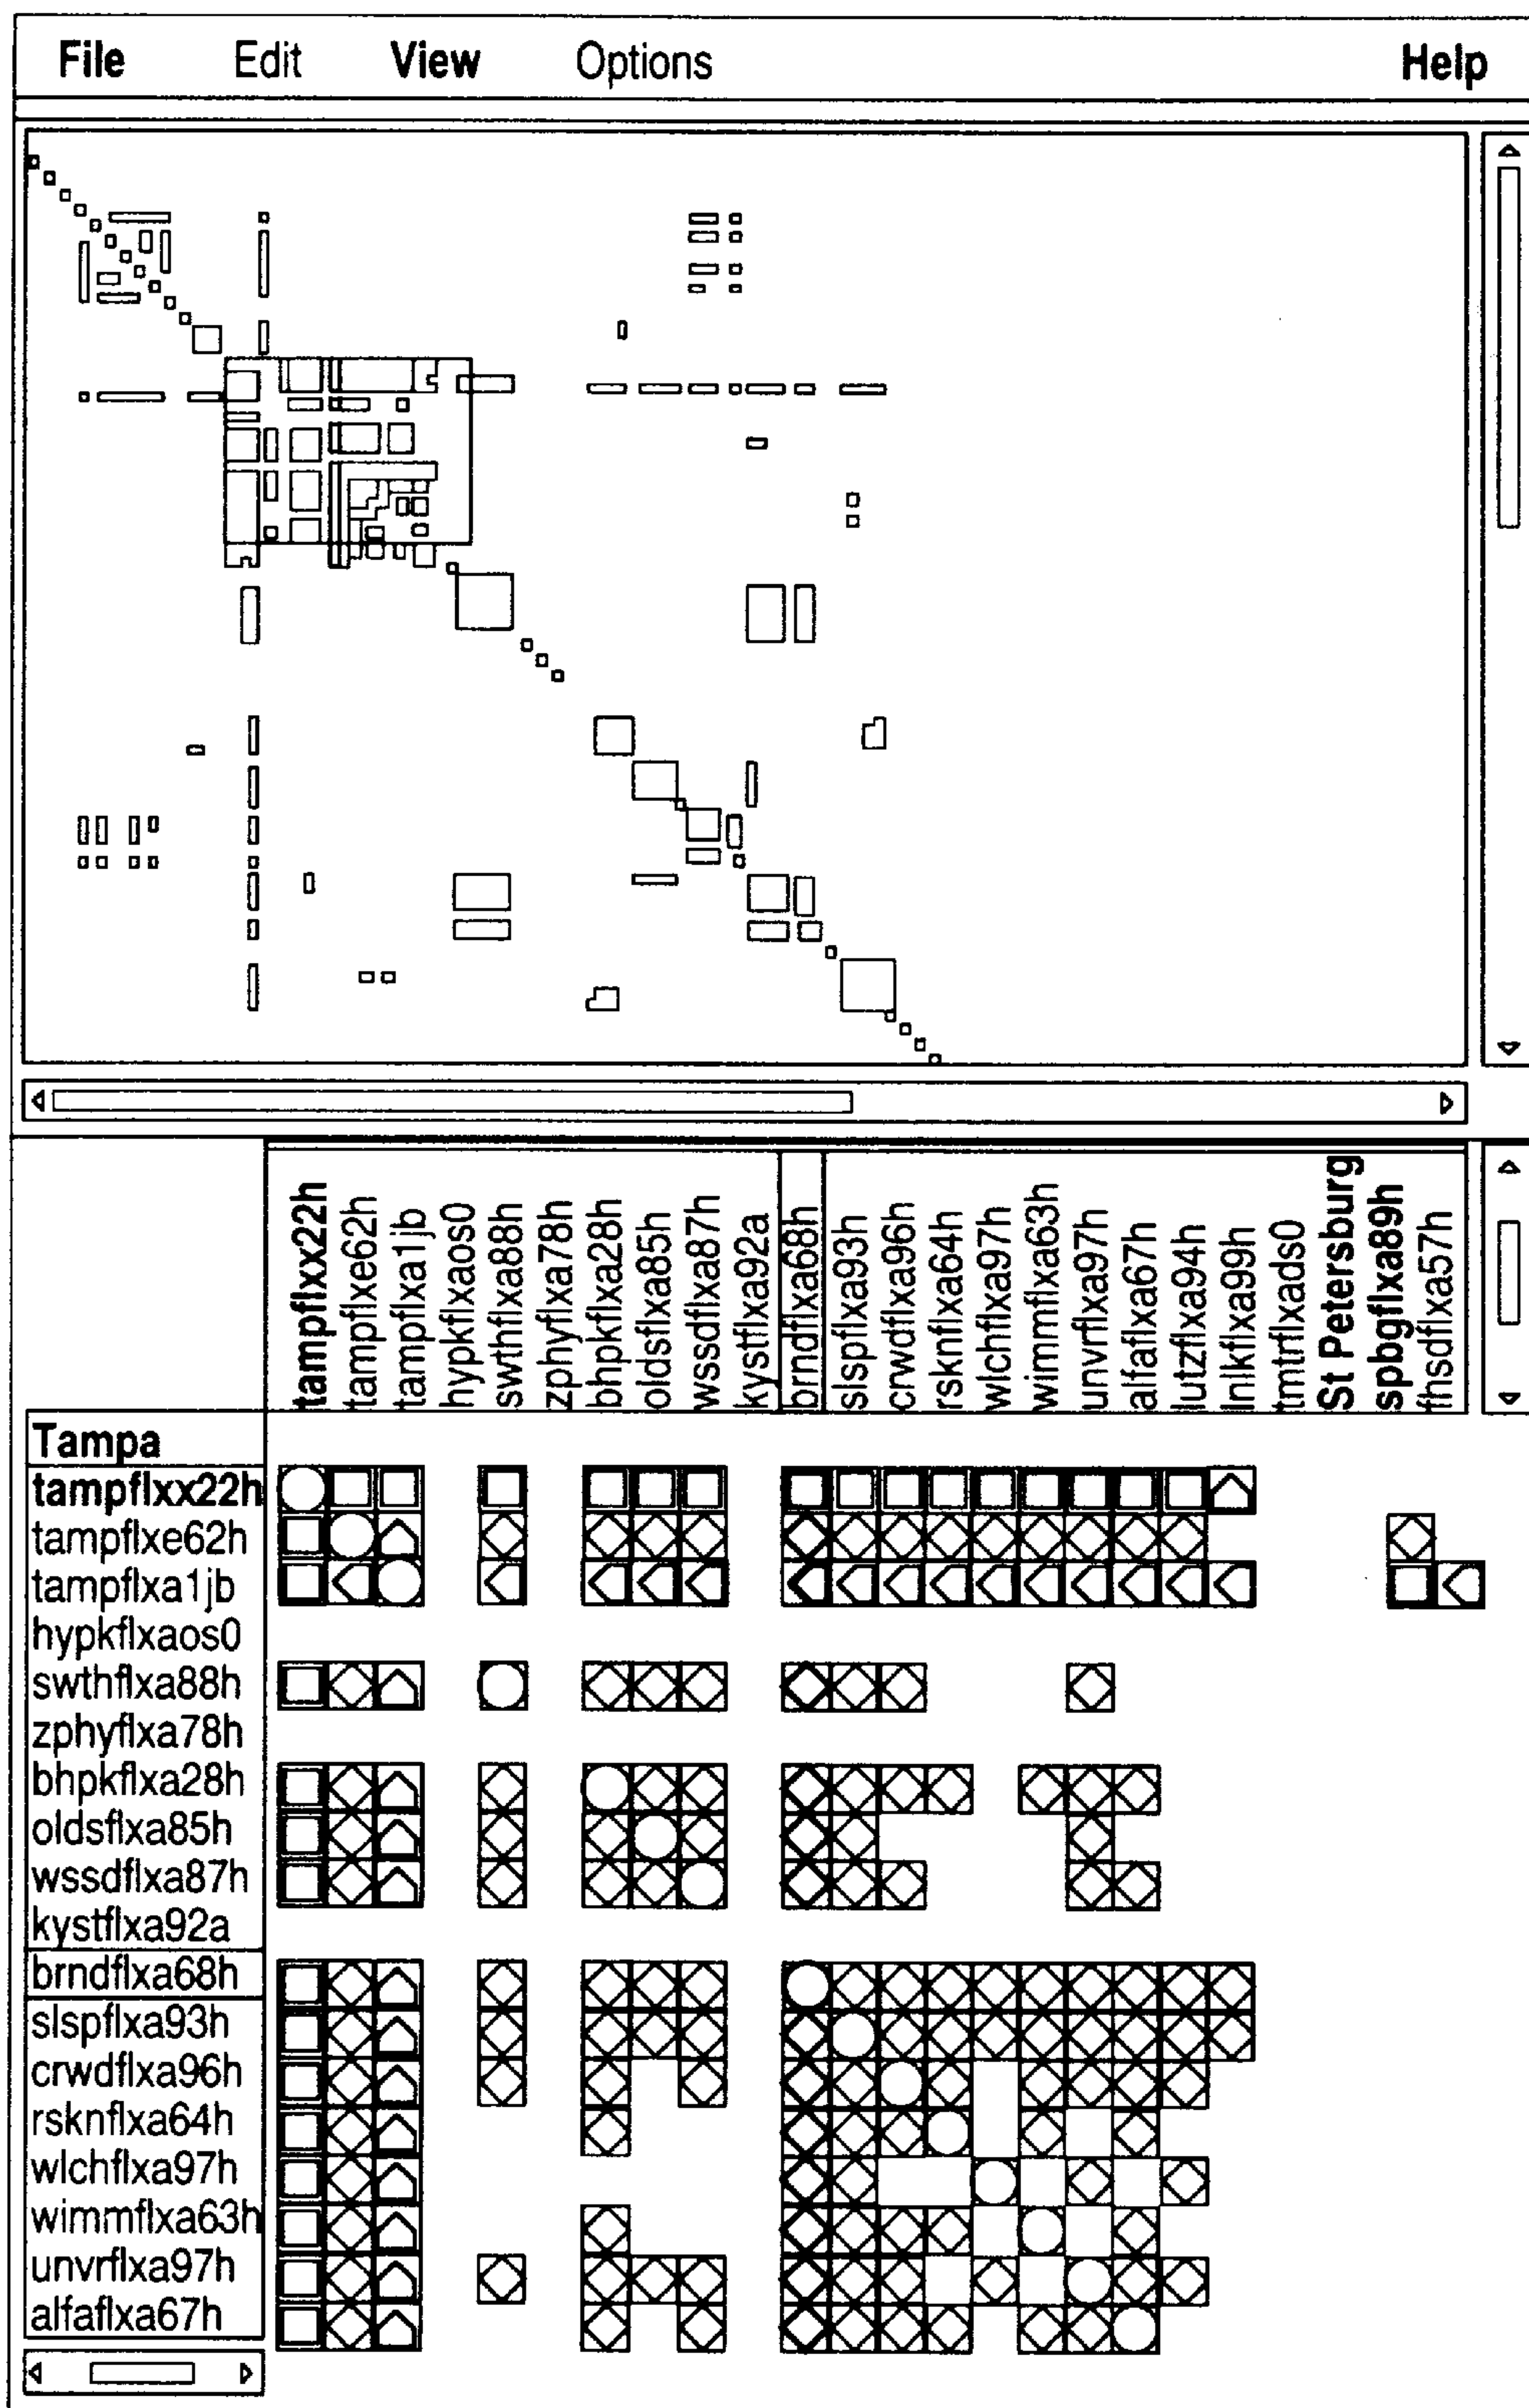 File Edit View Options Help
tampflxx22h
tampflxe62h
tampflxa1jb
hypkflxaos0
swthflxa88h
zphyflxa78h
bhpkflxa28h
oldsflxa85h
wssdflxa87h
kystflxa92a
brndflxa68h
slspflxa93h
crwdflxa96h
rsknflxa64h
wlchflxa97h
wimmflxa63h
unvrflxa97h
alfaflxa67h
lutzflxa94h
lnlkflxa99h
tmtrflxads0
St Petersburg
spbgflxa89h
fhsdflxa57h
Tampa
tampflxx22h
tampflxe62h
tampflxa1jb
hypkflxaos0
swthflxa88h
zphyflxa78h
bhpkflxa28h
oldsflxa85h
wssdflxa87h
kystflxa92a
brndflxa68h
slspflxa93h
crwdflxa96h
rsknflxa64h
wlchflxa97h
wimmflxa63h
unvrflxa97h
alfaflxa67h